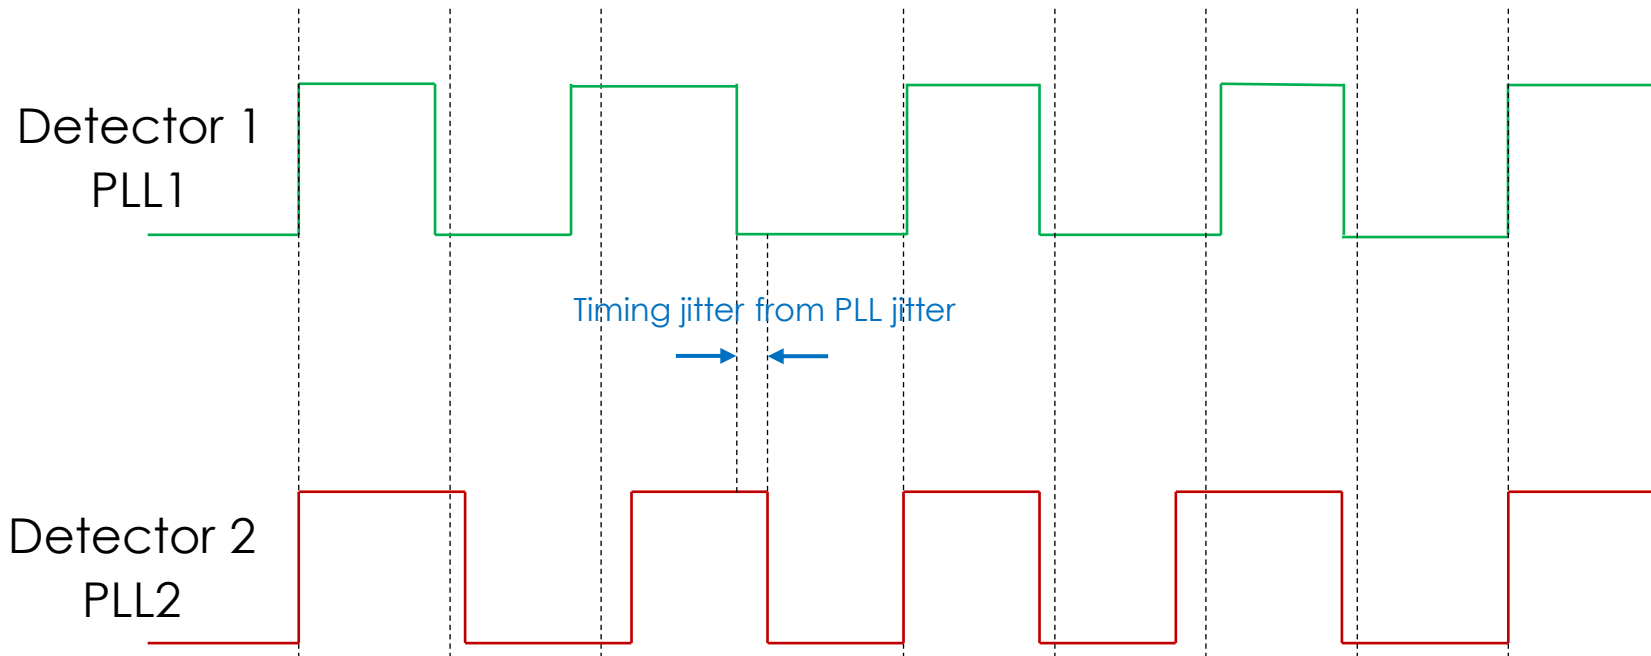 Detector 1
PLL1
Timing jitter from PLL jitter
Detector 2
PLL2